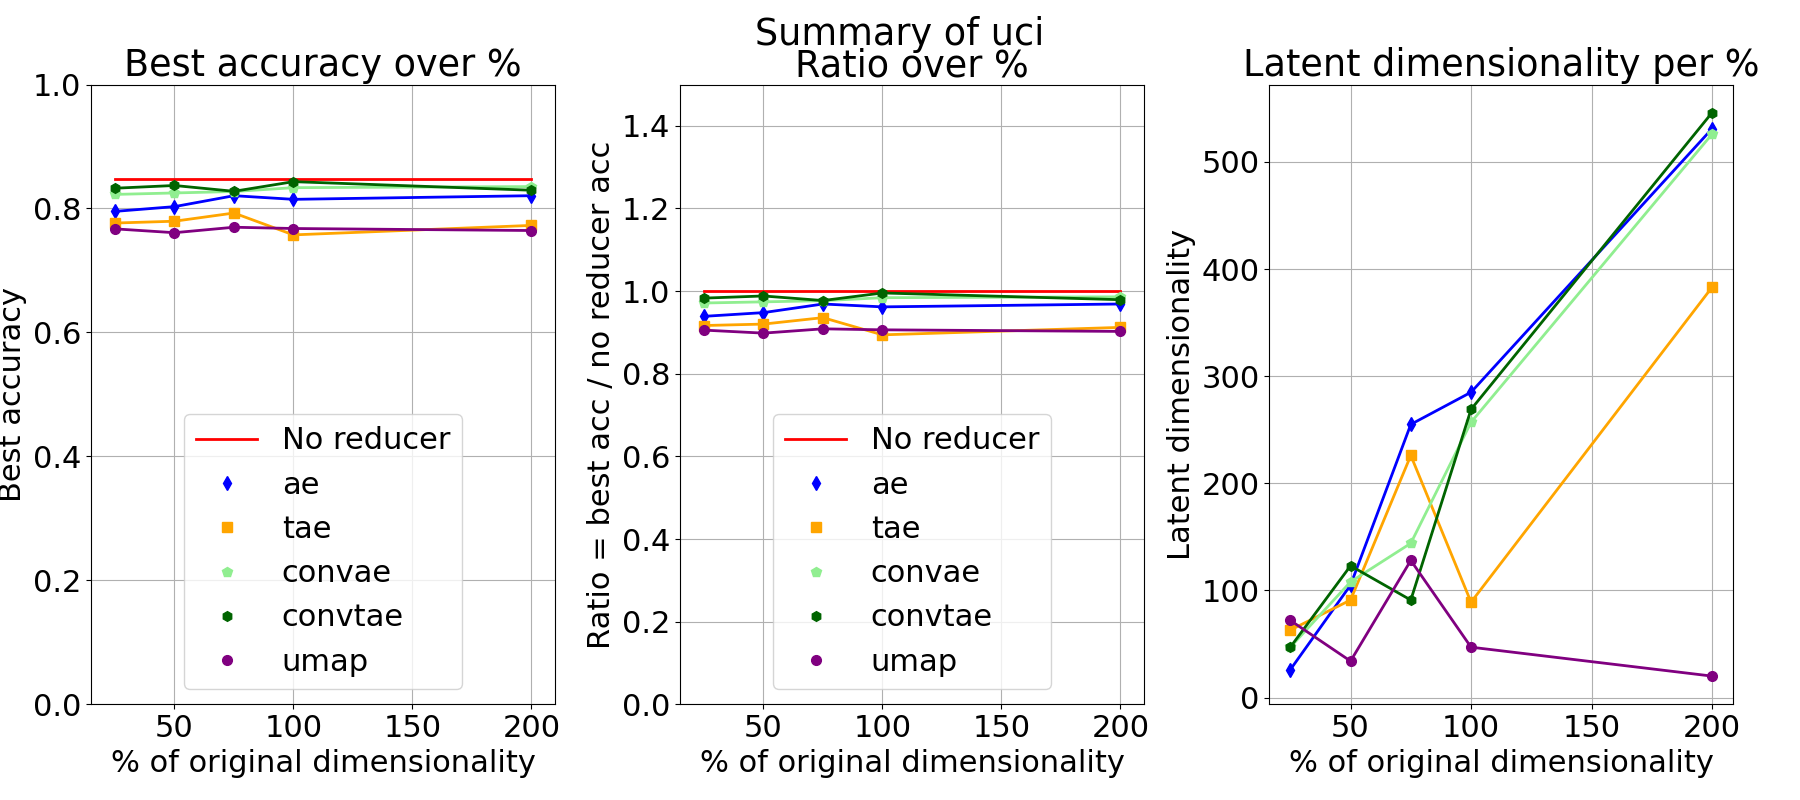 Summary of uci
Best accuracy over %
1.0
0.8
0.6
0.4
0.2
0.0
Best accuracy
No reducer
ae
tae
convae
convtae
umap
50 100 150 200
% of original dimensionality
Ratio over %
1.4
1.2
1.0
0.8
0.6
0.4
0.2
0.0
Ratio = best acc / no reducer acc
No reducer
ae
tae
convae
convtae
umap
50 100 150 200
% of original dimensionality
Latent dimensionality per %
500
400
300
200
100
0
Latent dimensionality
50 100 150 200
% of original dimensionality